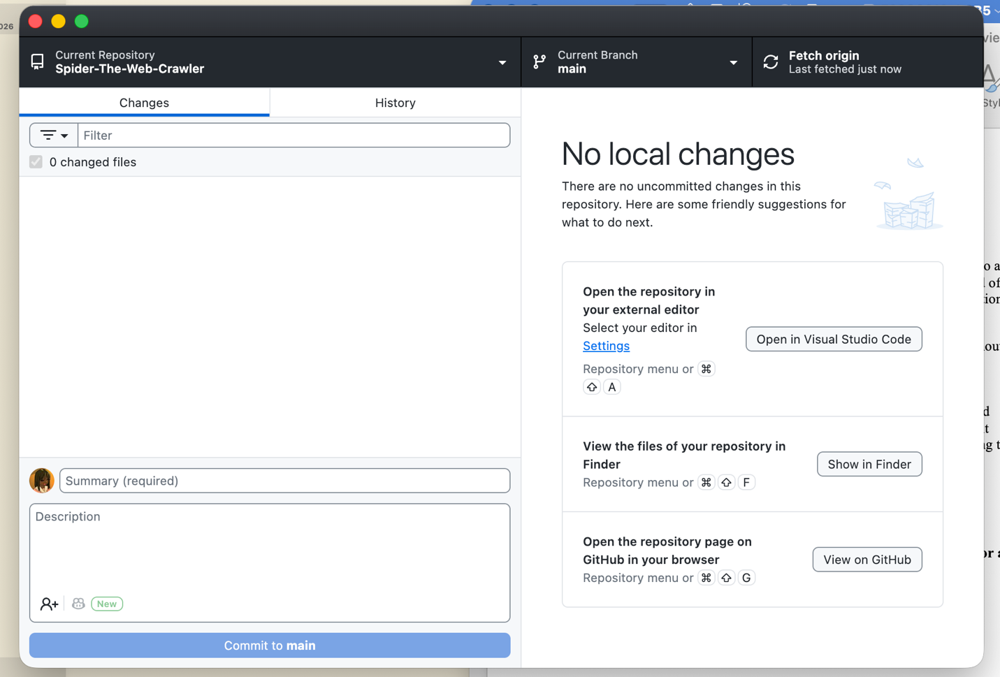 026
Current Repository
Spider-The-Web-Crawler
Current Branch
main
Fetch origin
Last fetched just now
Changes
History
Filter
0 changed files
No local changes
There are no uncommitted changes in this
repository. Here are some friendly suggestions for
what to do next.
Open the repository in
your external editor
Select your editor in
Settings
Repository menu or ⌘
⇧ A
Open in Visual Studio Code
View the files of your repository in
Finder
Repository menu or ⌘ ⇧ F
Show in Finder
Open the repository page on
GitHub in your browser
Repository menu or ⌘ ⇧ G
View on GitHub
Summary (required)
Description
New
Commit to main